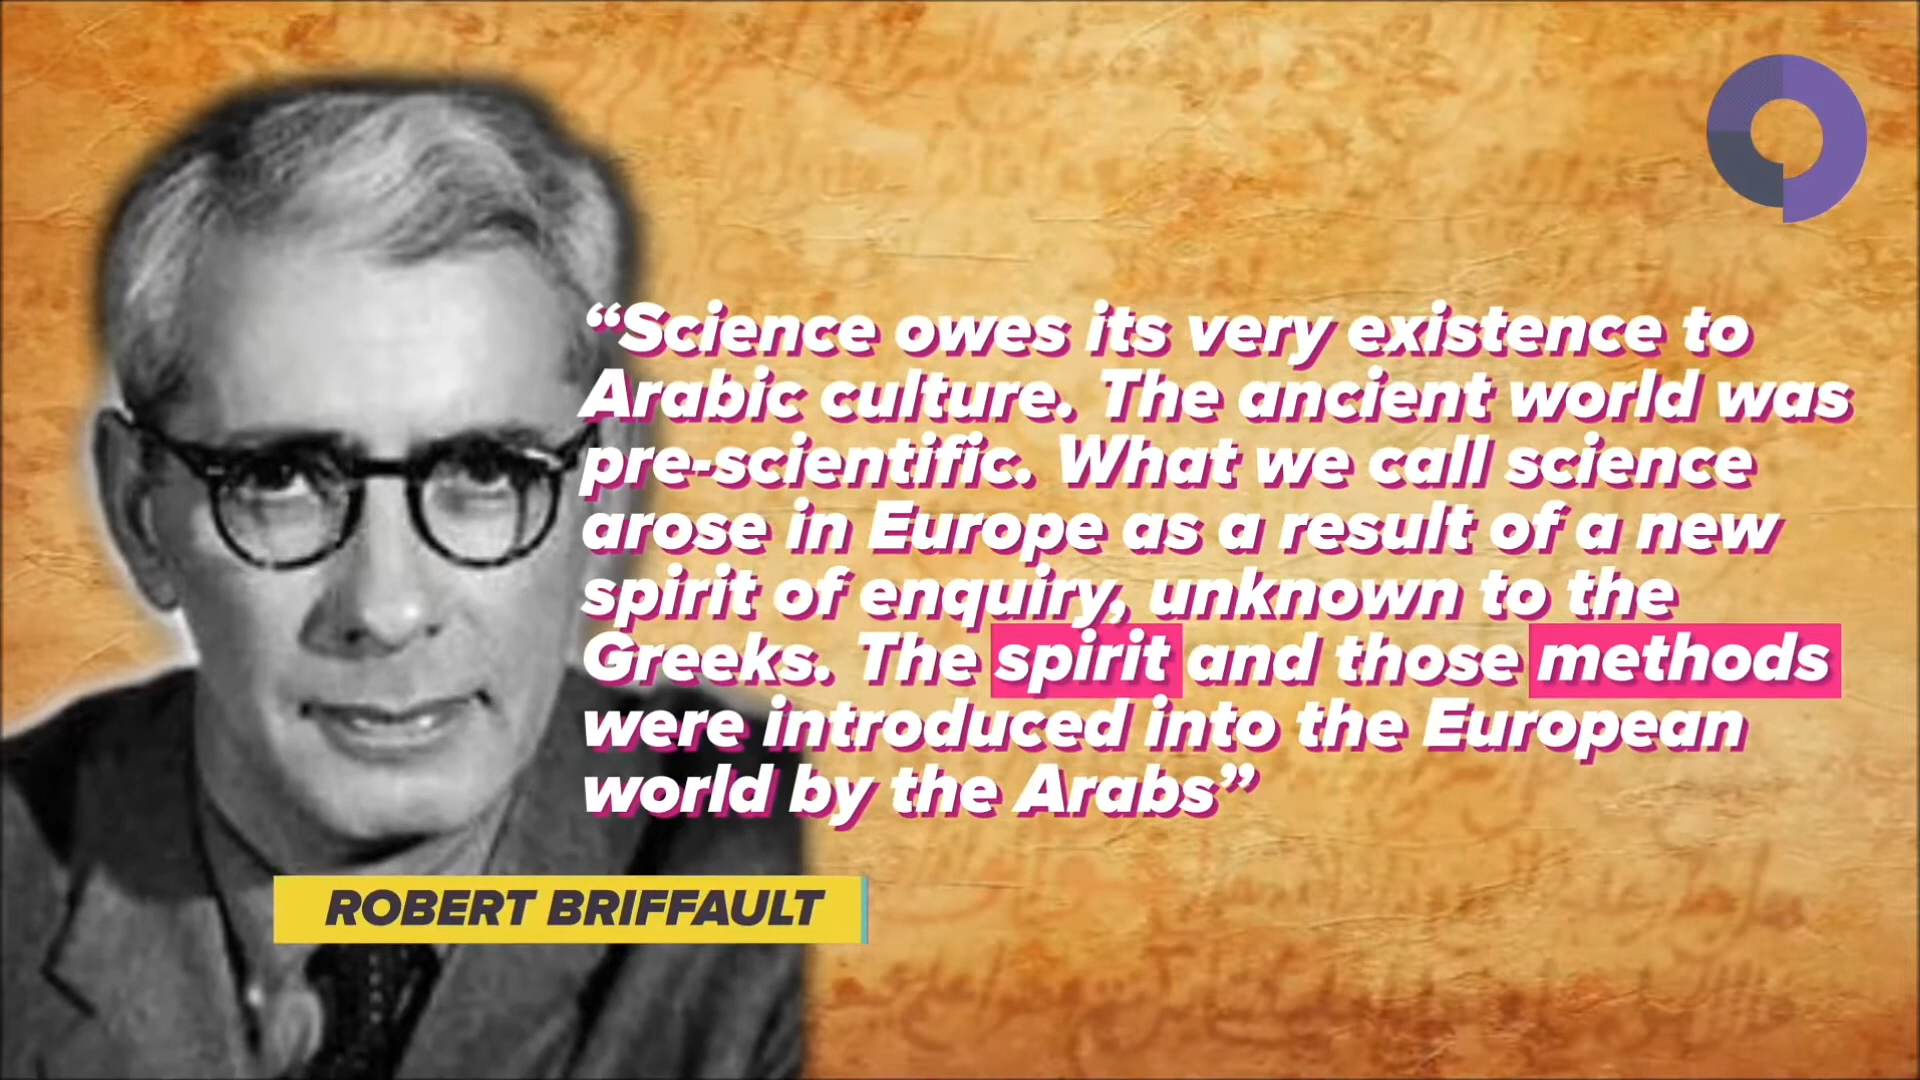 “Science owes its very existence to
Arabic culture. The ancient world was
pre-scientific. What we call science
arose in Europe as a result of a new
spirit of enquiry, unknown to the
Greeks. The spirit and those methods
were introduced into the European
world by the Arabs”
ROBERT BRIFFAULT